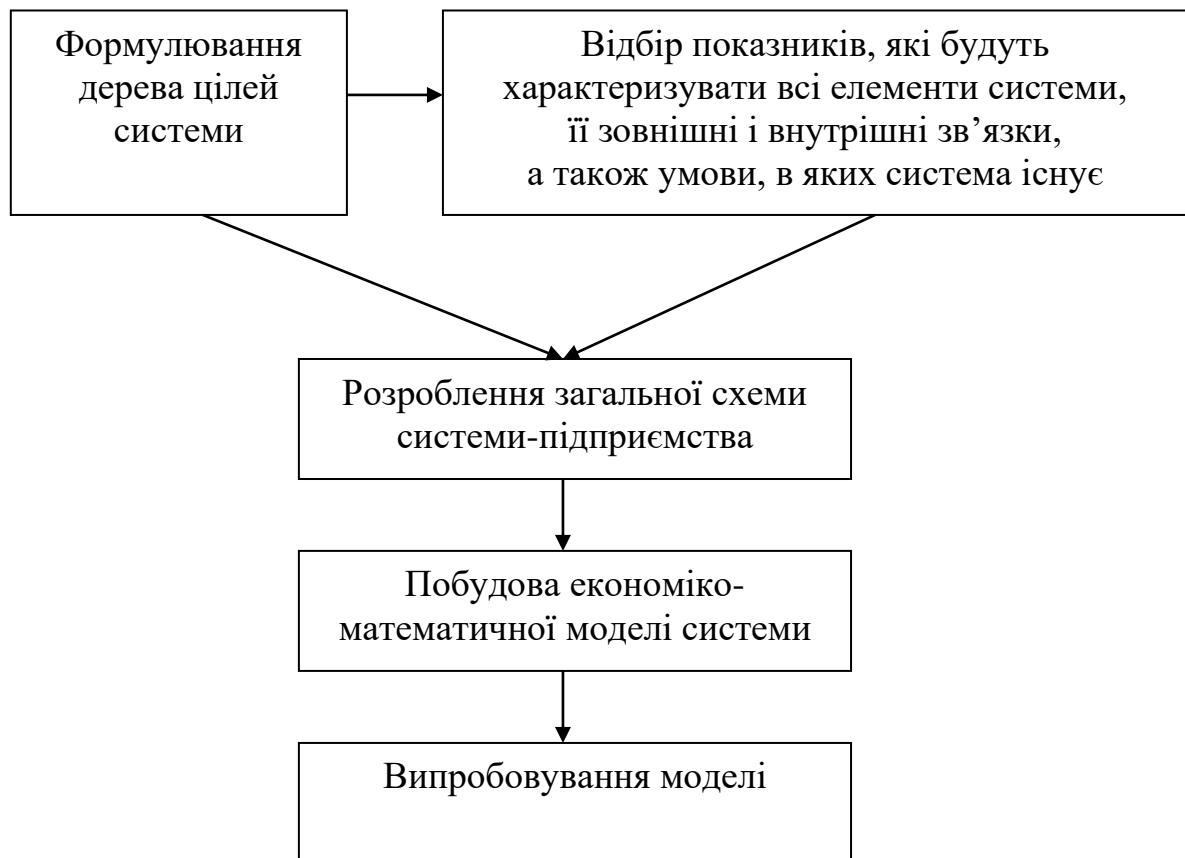 Формулювання
дерева цілей
системи
Відбір показників, які будуть
характеризувати всі елементи системи,
її зовнішні і внутрішні зв’язки,
а також умови, в яких система існує
Розроблення загальної схеми
системи-підприємства
Побудова економіко-
математичної моделі системи
Випробовування моделі